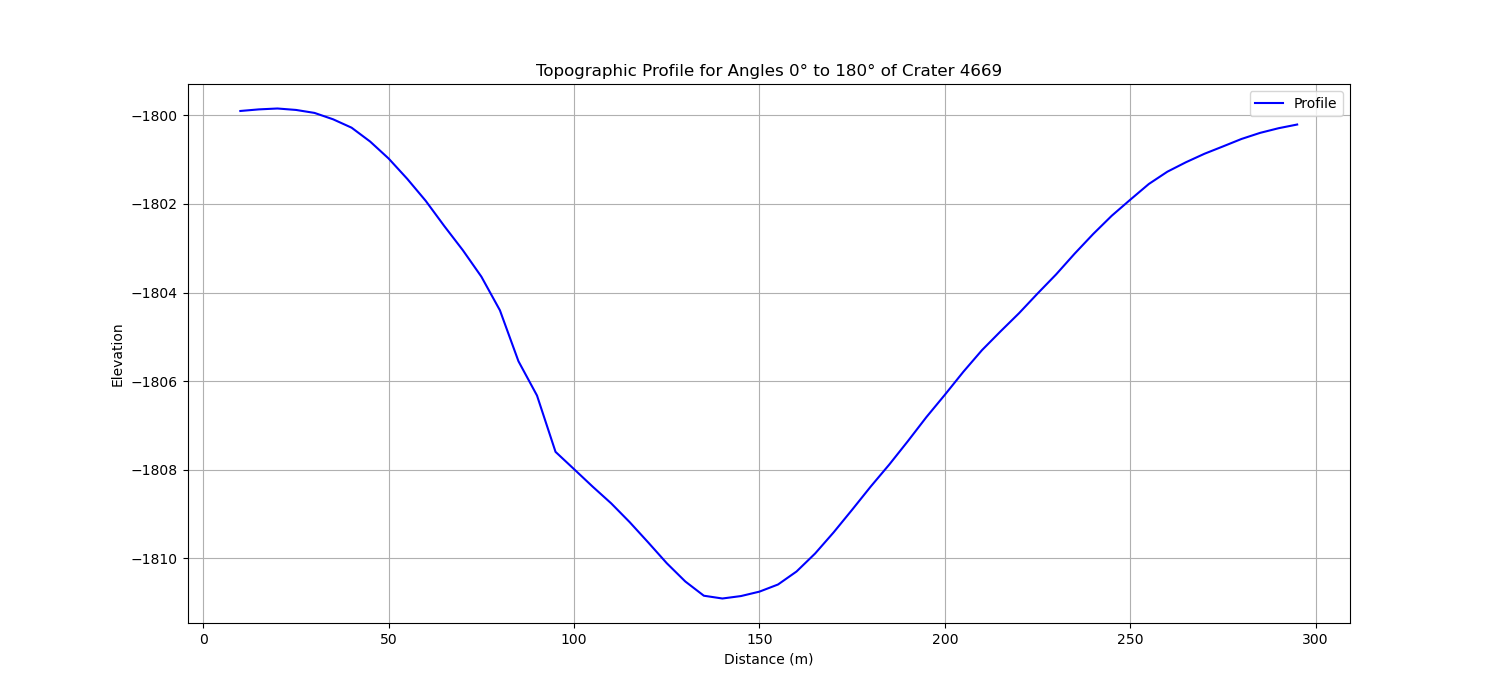 Topographic Profile for Angles 0° to 180° of Crater 4669
Profile
Elevation
−1800
−1802
−1804
−1806
−1808
−1810
0 50 100 150 200 250 300
Distance (m)